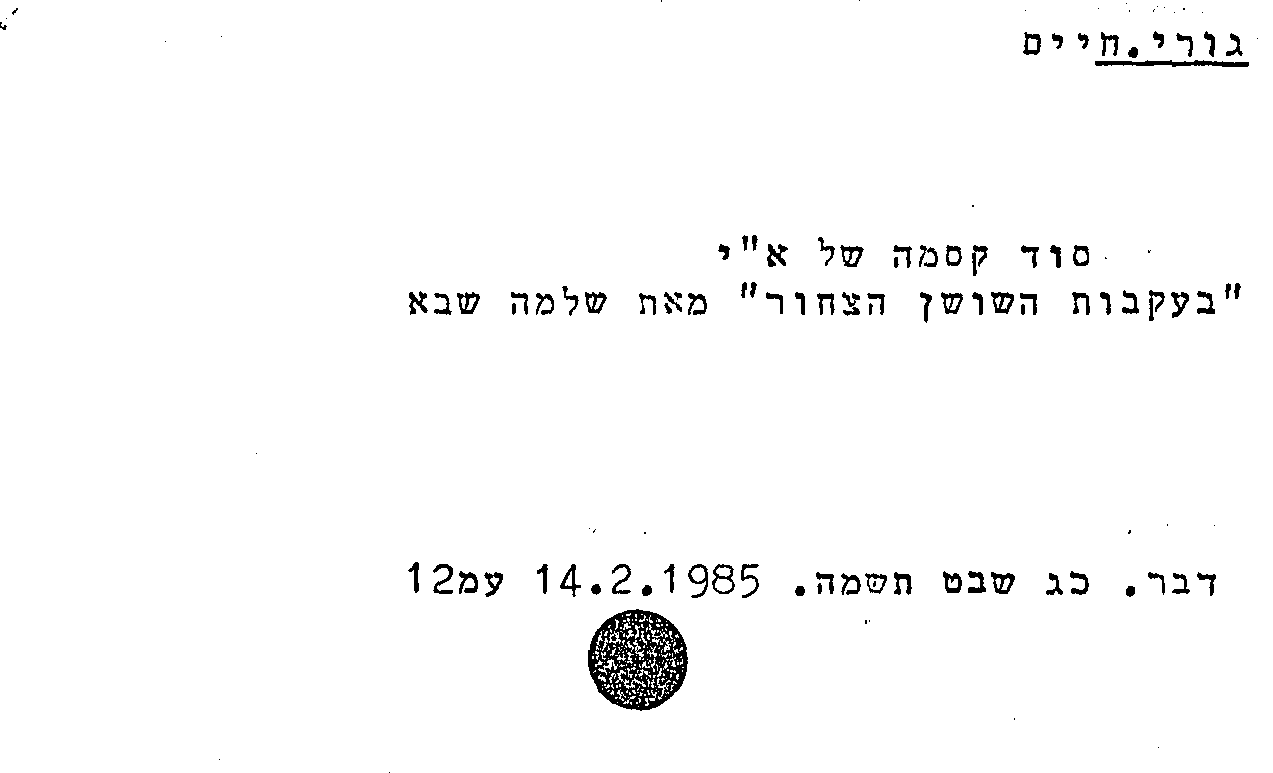 גורי.חיים
סוד קסמה של א"י
"בעקבות השושן הצחור" מאת שלמה שבא
דבר. כג שבט תשמה. 14.2.1985 עמ12